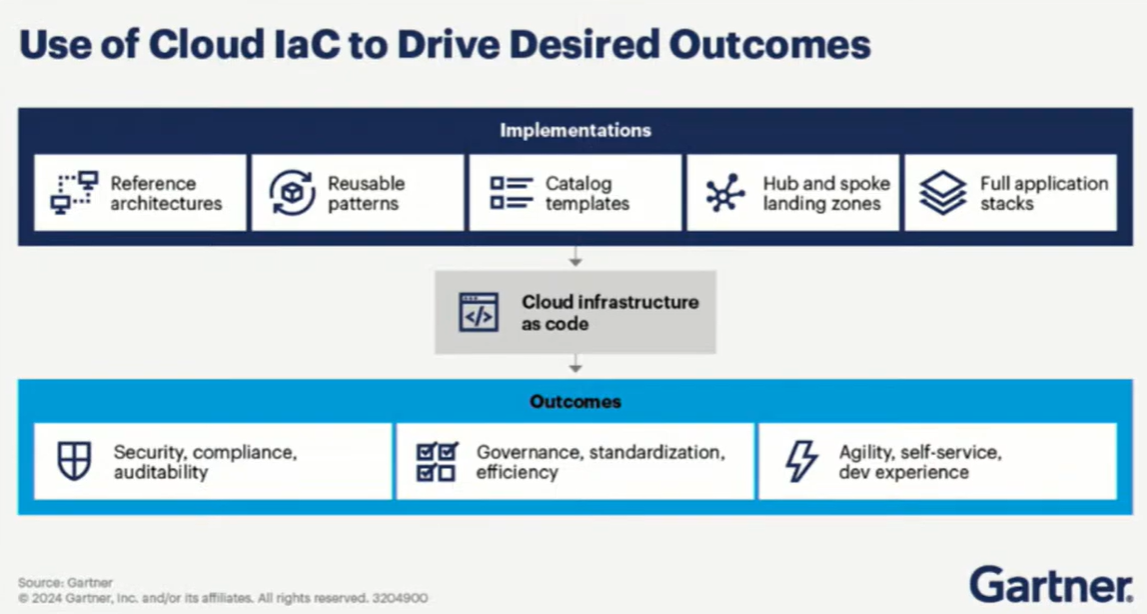 Use of Cloud IaC to Drive Desired Outcomes
Implementations
Reference
architectures
Reusable
patterns
Catalog
templates
Hub and spoke
landing zones
Full application
stacks
</>
Cloud infrastructure
as code
Outcomes
Security, compliance,
auditability
Governance, standardization,
efficiency
Agility, self-service,
dev experience
Source: Gartner
© 2024 Gartner, Inc. and/or its affiliates. All rights reserved. 3204900
Gartner.